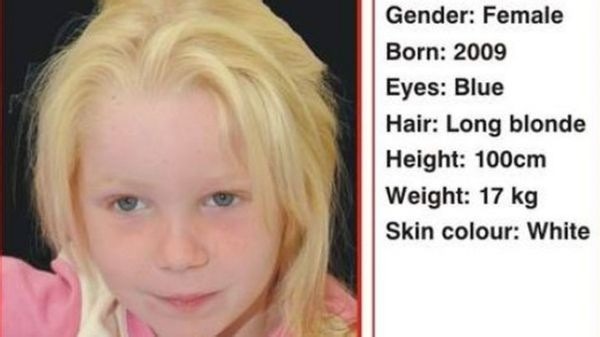 Gender: Female
Born: 2009
Eyes: Blue
Hair: Long blonde
Height: 100cm
Weight: 17 kg
Skin colour: White